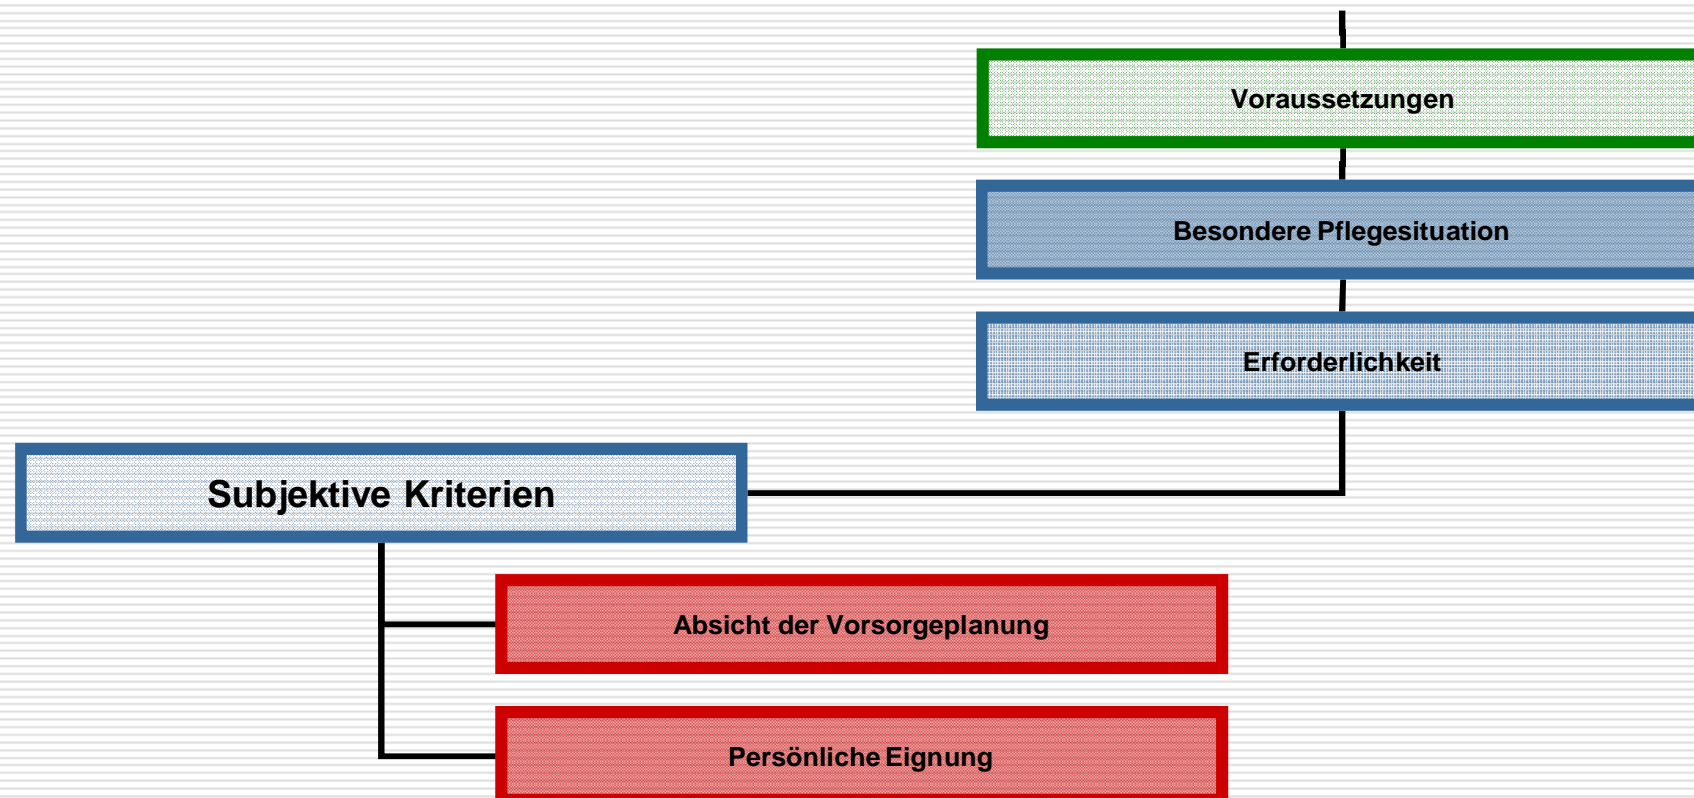 Voraussetzungen
Besondere Pflegesituation
Erforderlichkeit
Subjektive Kriterien
Absicht der Vorsorgeplanung
Persönliche Eignung